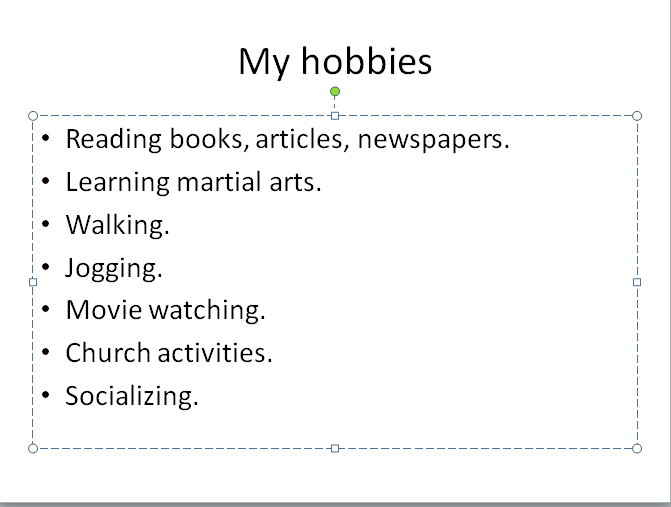 My hobbies
• Reading books, articles, newspapers.
• Learning martial arts.
• Walking.
• Jogging.
• Movie watching.
• Church activities.
• Socializing.